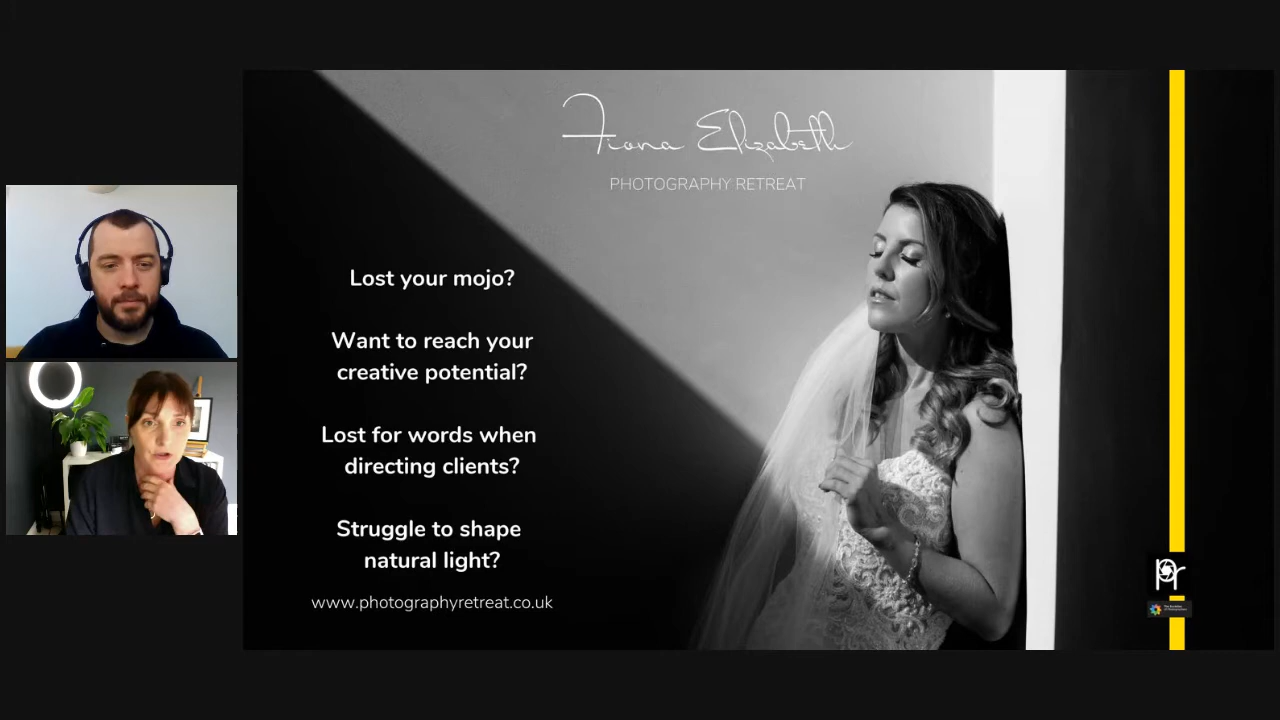 Fiona Elizabeth
PHOTOGRAPHY RETREAT
Lost your mojo?
Want to reach your
creative potential?
Lost for words when
directing clients?
Struggle to shape
natural light?
www.photographyretreat.co.uk
pr